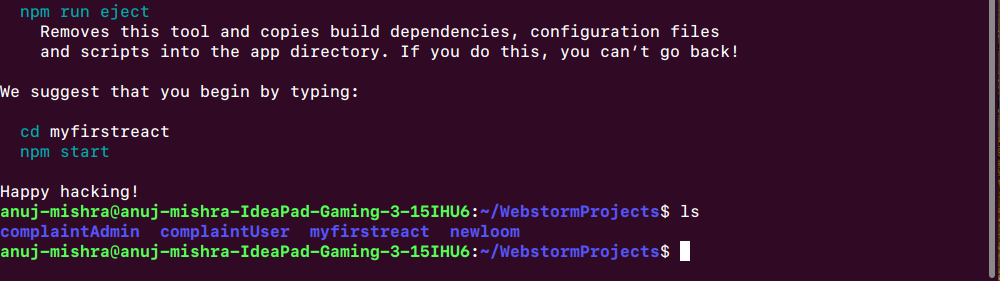 npm run eject
Removes this tool and copies build dependencies, configuration files
and scripts into the app directory. If you do this, you can’t go back!
We suggest that you begin by typing:
cd myfirstreact
npm start
Happy hacking!
anuj-mishra@anuj-mishra-IdeaPad-Gaming-3-15IHU6:~/WebstormProjects$ ls
complaintAdmin  complaintUser  myfirstreact  newloom
anuj-mishra@anuj-mishra-IdeaPad-Gaming-3-15IHU6:~/WebstormProjects$